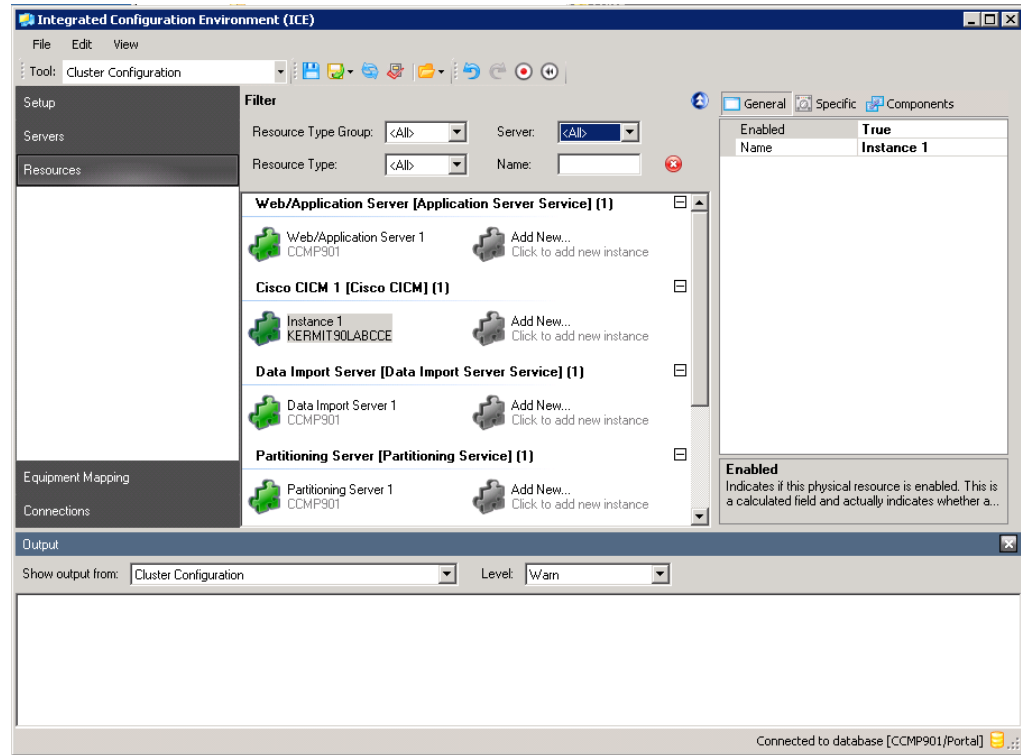 Integrated Configuration Environment (ICE)
File Edit View
Tool: Cluster Configuration
Setup
Servers
Resources
Equipment Mapping
Connections
Filter
Resource Type Group: <All> Server: <All>
Resource Type: <All> Name:
Web/Application Server [Application Server Service] (1)
Web/Application Server 1 Add New...
CCMP901 Click to add new instance
Cisco CICM 1 [Cisco CICM] (1)
Instance 1 Add New...
KERMIT90LABCCE Click to add new instance
Data Import Server [Data Import Server Service] (1)
Data Import Server 1 Add New...
CCMP901 Click to add new instance
Partitioning Server [Partitioning Service] (1)
Partitioning Server 1 Add New...
CCMP901 Click to add new instance
General Specific Components
Enabled True
Name Instance 1
Enabled
Indicates if this physical resource is enabled. This is
a calculated field and actually indicates whether a...
Output
Show output from: Cluster Configuration Level: Warn
Connected to database [CCMP901/Portal]